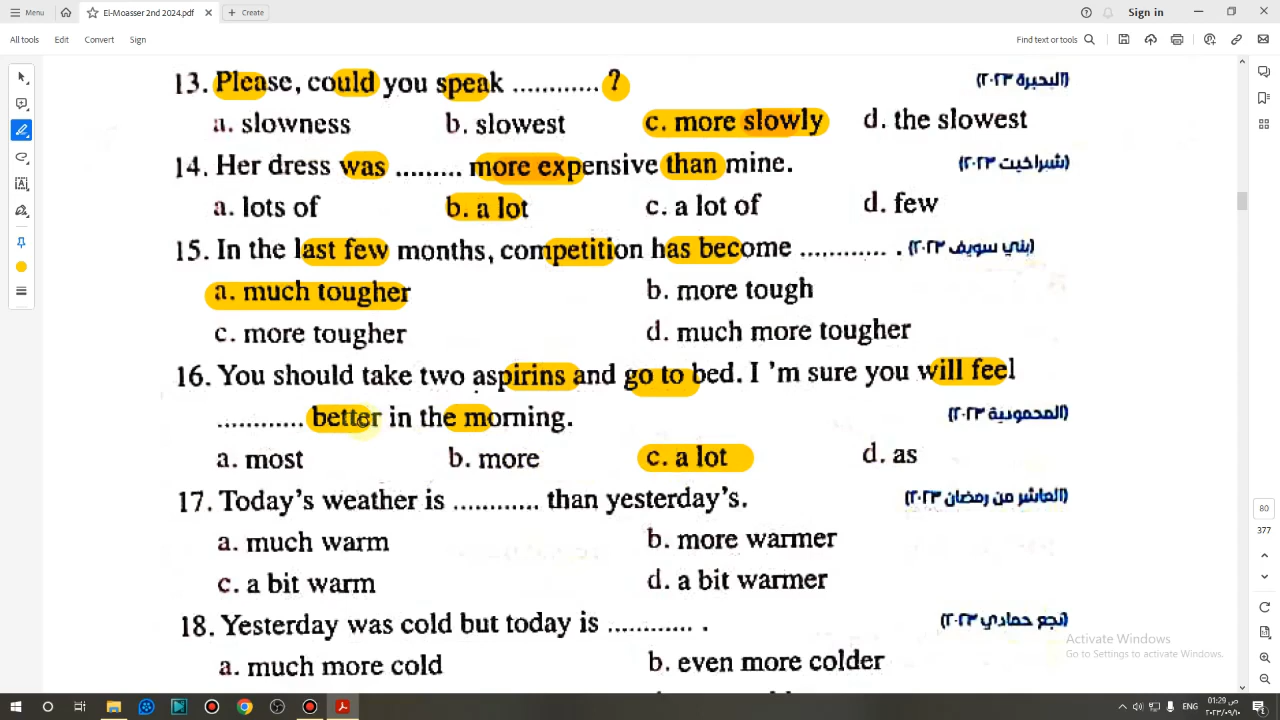 Menu
El-Moasser 2nd 2024.pdf
Create
Sign in
All tools
Edit
Convert
Sign
Find text or tools
13. Please, could you speak ............ ? (البحيرة ٢٠٢٣)
a. slowness b. slowest c. more slowly d. the slowest
14. Her dress was ......... more expensive than mine. (شبراخيت ٢٠٢٣)
a. lots of b. a lot c. a lot of d. few
15. In the last few months, competition has become ............ . (بني سويف ٢٠٢٣)
a. much tougher b. more tough
c. more tougher d. much more tougher
16. You should take two aspirins and go to bed. I 'm sure you will feel
............ better in the morning. (المحمودية ٢٠٢٣)
a. most b. more c. a lot d. as
17. Today's weather is ............ than yesterday's. (العاشر من رمضان ٢٠٢٣)
a. much warm b. more warmer
c. a bit warm d. a bit warmer
18. Yesterday was cold but today is ............ . (نجع حمادي ٢٠٢٣)
a. much more cold b. even more colder
80
377
Activate Windows
Go to Settings to activate Windows.
ENG
01:29 ص